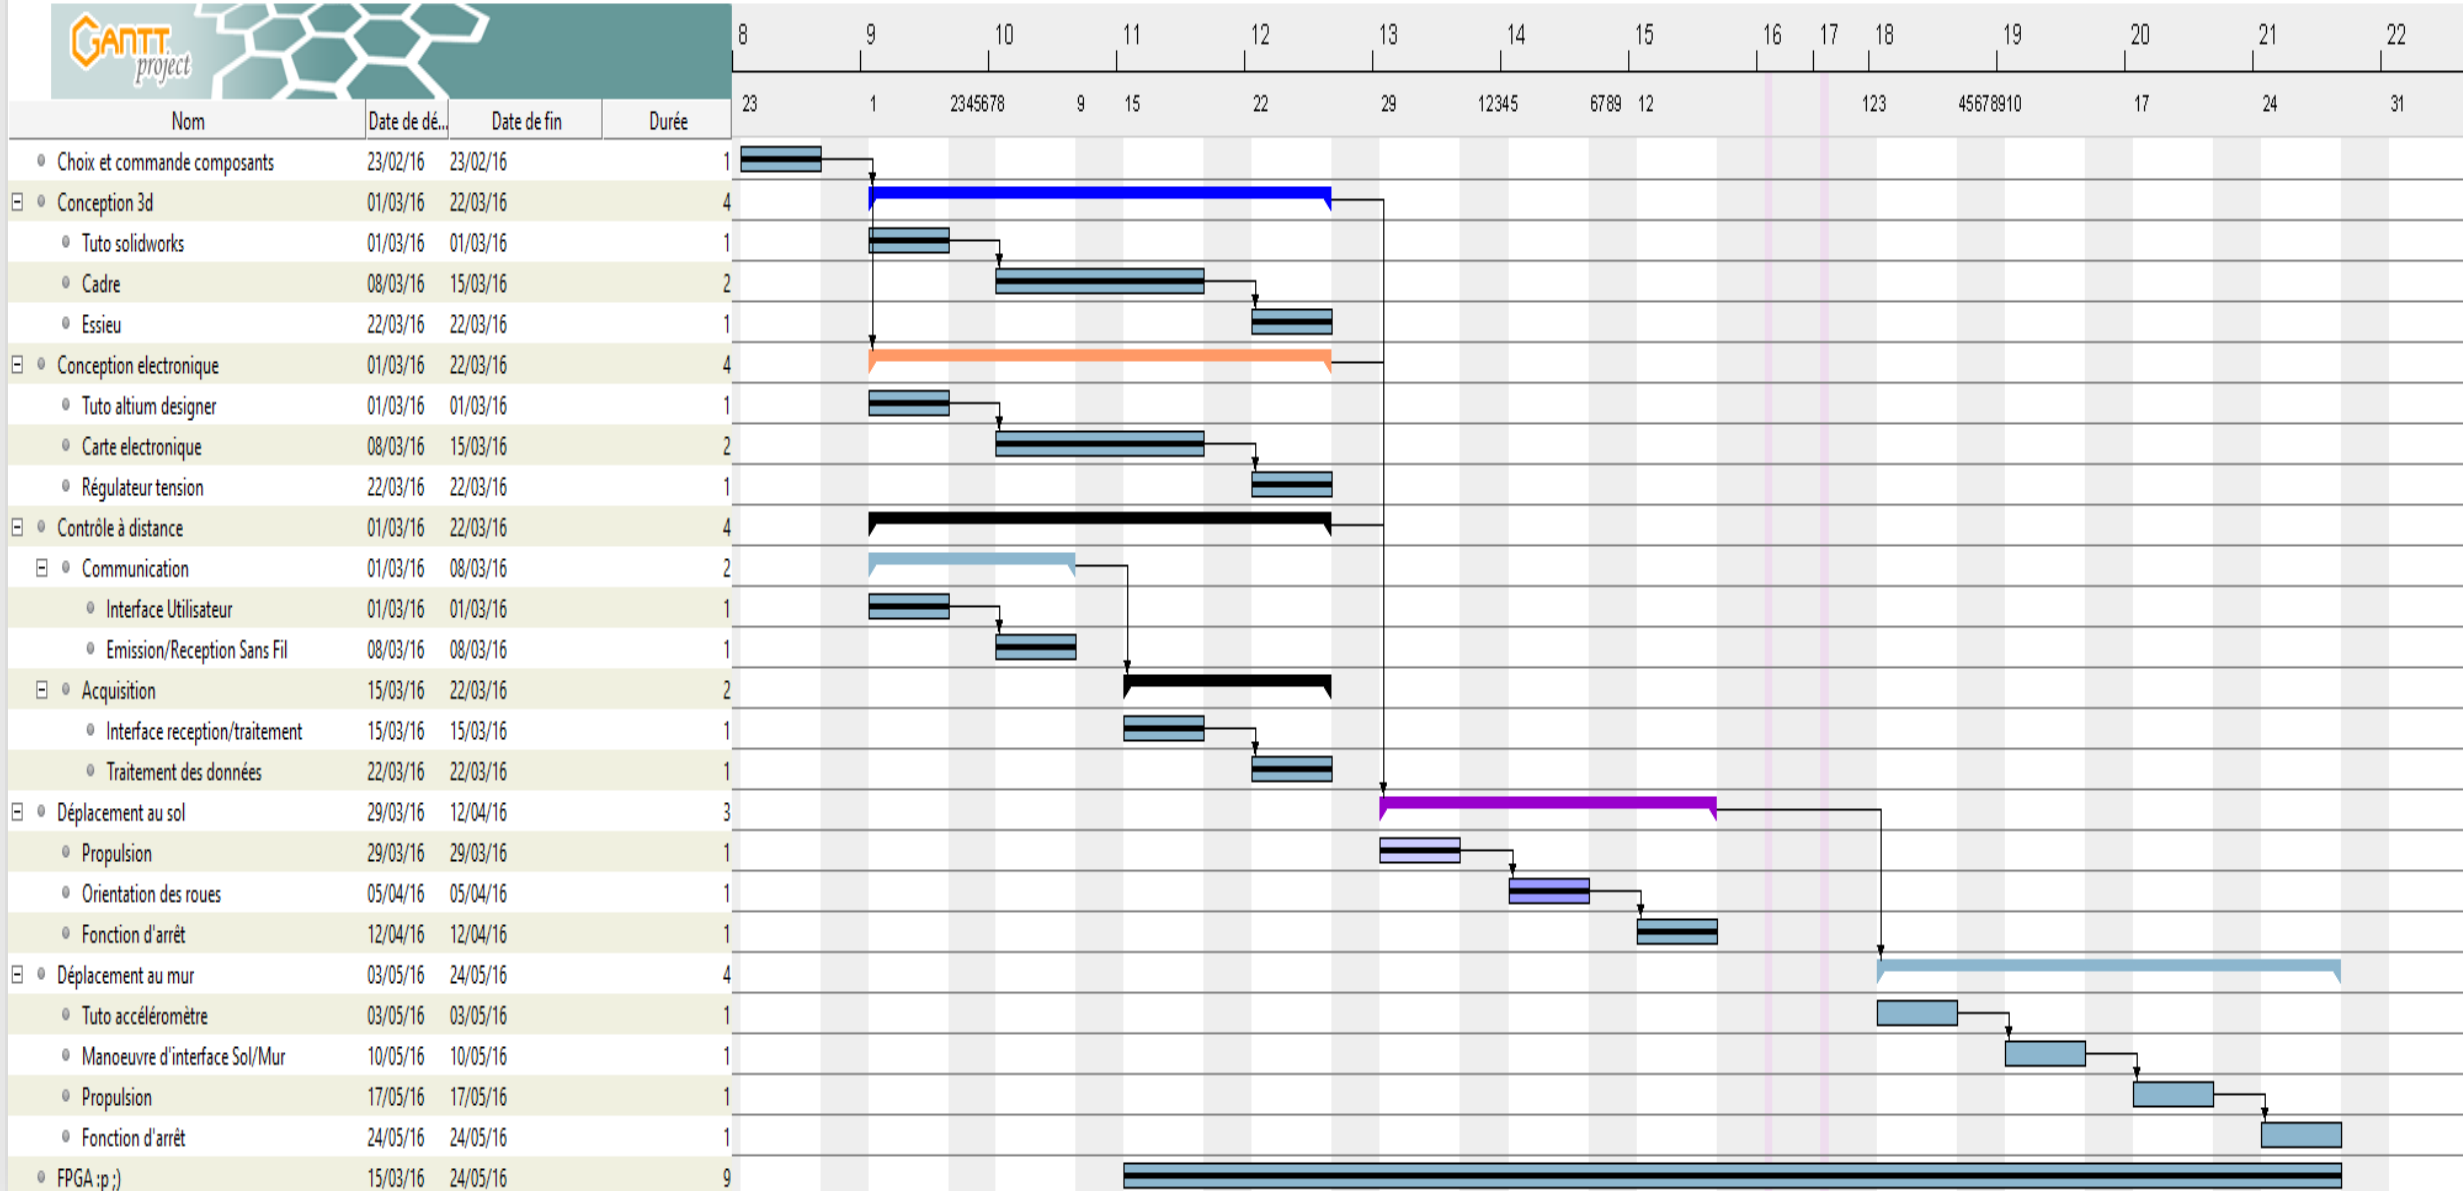 GANTT
project
8 9 10 11 12 13 14 15 16 17 18 19 20 21 22
23 1 2345678 9 15 22 29 12345 6789 12 123 45678910 17 24 31
Nom Date de dé... Date de fin Durée
Choix et commande composants 23/02/16 23/02/16 1
Conception 3d 01/03/16 22/03/16 4
Tuto solidworks 01/03/16 01/03/16 1
Cadre 08/03/16 15/03/16 2
Essieu 22/03/16 22/03/16 1
Conception electronique 01/03/16 22/03/16 4
Tuto altium designer 01/03/16 01/03/16 1
Carte electronique 08/03/16 15/03/16 2
Régulateur tension 22/03/16 22/03/16 1
Contrôle à distance 01/03/16 22/03/16 4
Communication 01/03/16 08/03/16 2
Interface Utilisateur 01/03/16 01/03/16 1
Emission/Reception Sans Fil 08/03/16 08/03/16 1
Acquisition 15/03/16 22/03/16 2
Interface reception/traitement 15/03/16 15/03/16 1
Traitement des données 22/03/16 22/03/16 1
Déplacement au sol 29/03/16 12/04/16 3
Propulsion 29/03/16 29/03/16 1
Orientation des roues 05/04/16 05/04/16 1
Fonction d'arrêt 12/04/16 12/04/16 1
Déplacement au mur 03/05/16 24/05/16 4
Tuto accéléromètre 03/05/16 03/05/16 1
Manoeuvre d'interface Sol/Mur 10/05/16 10/05/16 1
Propulsion 17/05/16 17/05/16 1
Fonction d'arrêt 24/05/16 24/05/16 1
FPGA :p ;) 15/03/16 24/05/16 9